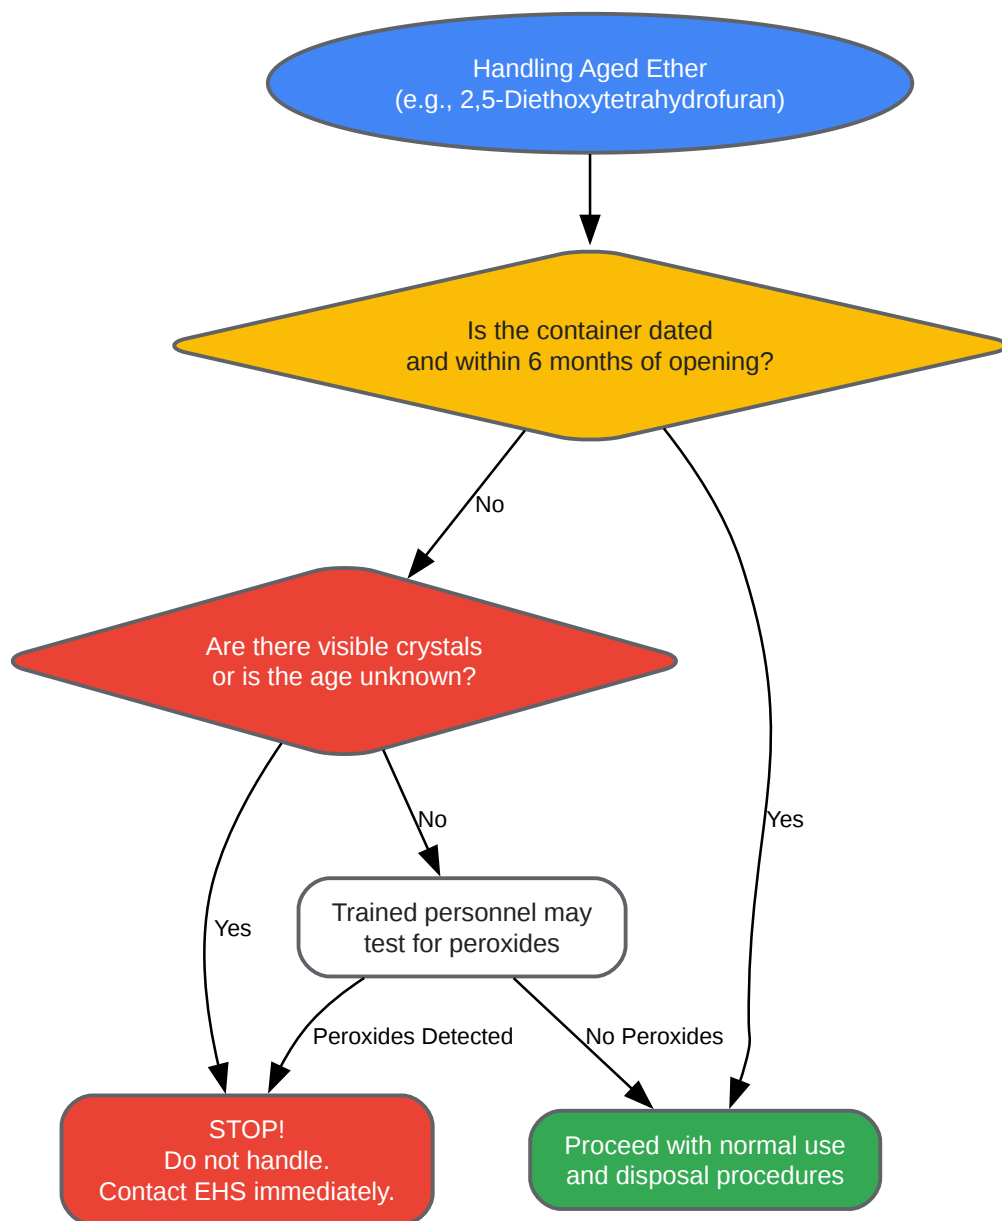 Handling Aged Ether
(e.g., 2,5-Diethoxytetrahydrofuran)
Is the container dated
and within 6 months of opening?
No
Are there visible crystals
or is the age unknown?
No
Yes
Yes
Trained personnel may
test for peroxides
Peroxides Detected
No Peroxides
STOP!
Do not handle.
Contact EHS immediately.
Proceed with normal use
and disposal procedures